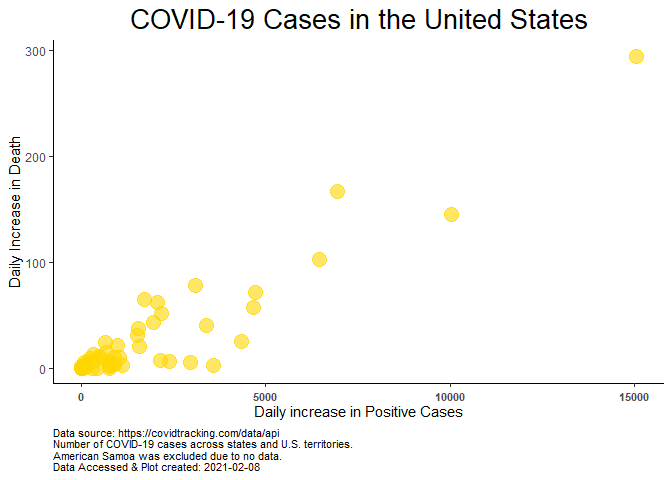 COVID-19 Cases in the United States
300
200
100
0
Daily Increase in Death
0
5000
10000
15000
Daily increase in Positive Cases
Data source: https://covidtracking.com/data/api
Number of COVID-19 cases across states and U.S. territories.
American Samoa was excluded due to no data.
Data Accessed & Plot created: 2021-02-08